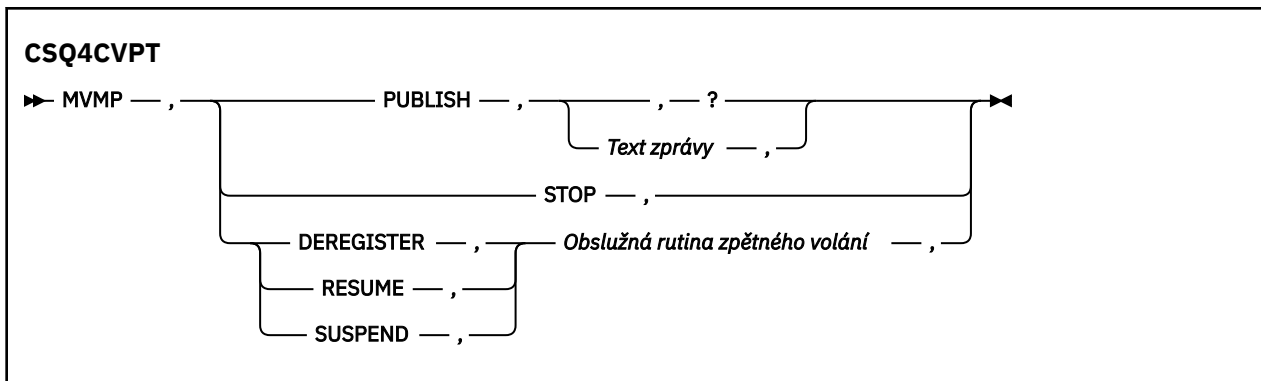 CSQ4CVPT
MVMP , PUBLISH , , ?
Text zprávy ,
STOP ,
DEREGISTER , Obslužná rutina zpětného volání ,
RESUME ,
SUSPEND ,